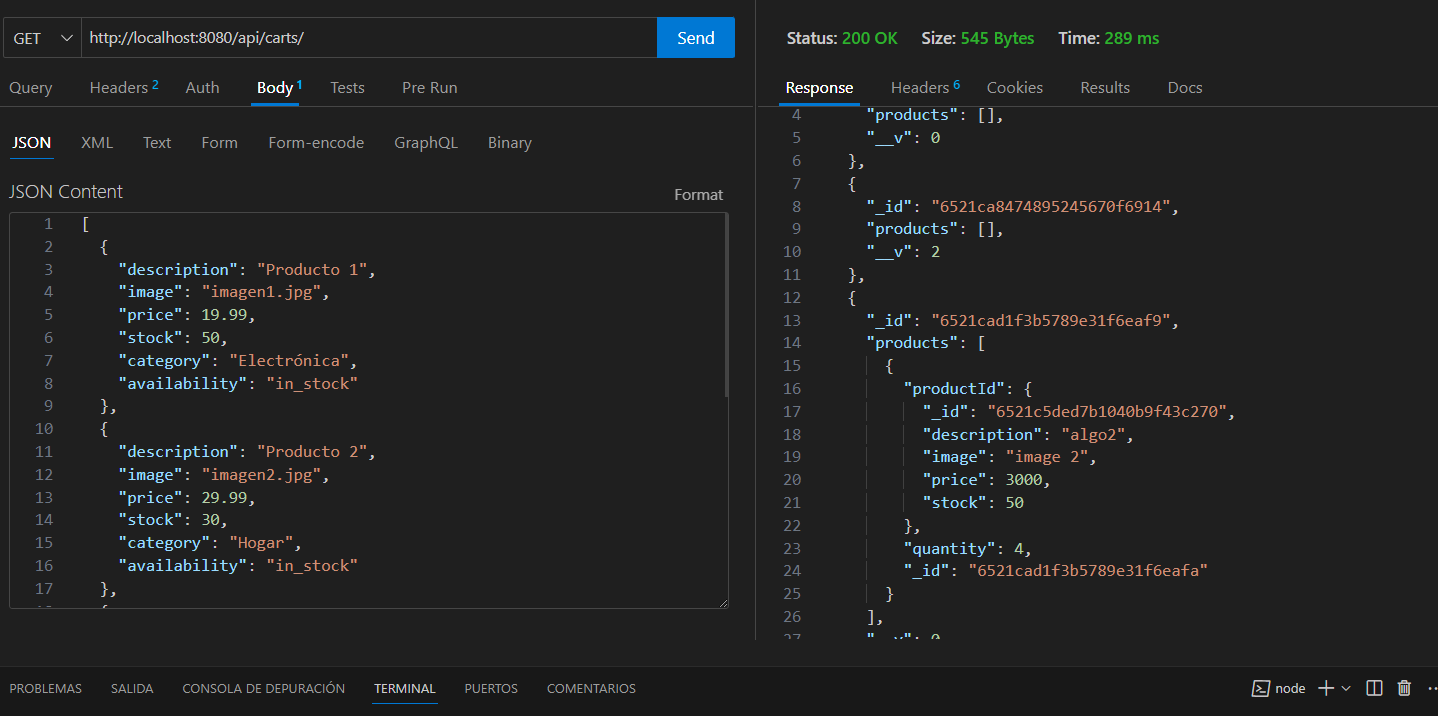 GET http://localhost:8080/api/carts/ Send
Query Headers 2 Auth Body 1 Tests Pre Run
JSON XML Text Form Form-encode GraphQL Binary
JSON Content
Format
1 [
2 {
3 "description": "Producto 1",
4 "image": "imagen1.jpg",
5 "price": 19.99,
6 "stock": 50,
7 "category": "Electrónica",
8 "availability": "in_stock"
9 },
10 {
11 "description": "Producto 2",
12 "image": "imagen2.jpg",
13 "price": 29.99,
14 "stock": 30,
15 "category": "Hogar",
16 "availability": "in_stock"
17 },
Status: 200 OK Size: 545 Bytes Time: 289 ms
Response Headers 6 Cookies Results Docs
4 "products": [],
5 "__v": 0
6 },
7 {
8 "_id": "6521ca8474895245670f6914",
9 "products": [],
10 "__v": 2
11 },
12 {
13 "_id": "6521cad1f3b5789e31f6eaf9",
14 "products": [
15 {
16 "productId": {
17 "_id": "6521c5ded7b1040b9f43c270",
18 "description": "algo2",
19 "image": "image 2",
20 "price": 3000,
21 "stock": 50
22 },
23 "quantity": 4,
24 "_id": "6521cad1f3b5789e31f6eafa"
25 }
26 ],
27 "__v": 0
PROBLEMAS SALIDA CONSOLA DE DEPURACIÓN TERMINAL PUERTOS COMENTARIOS node